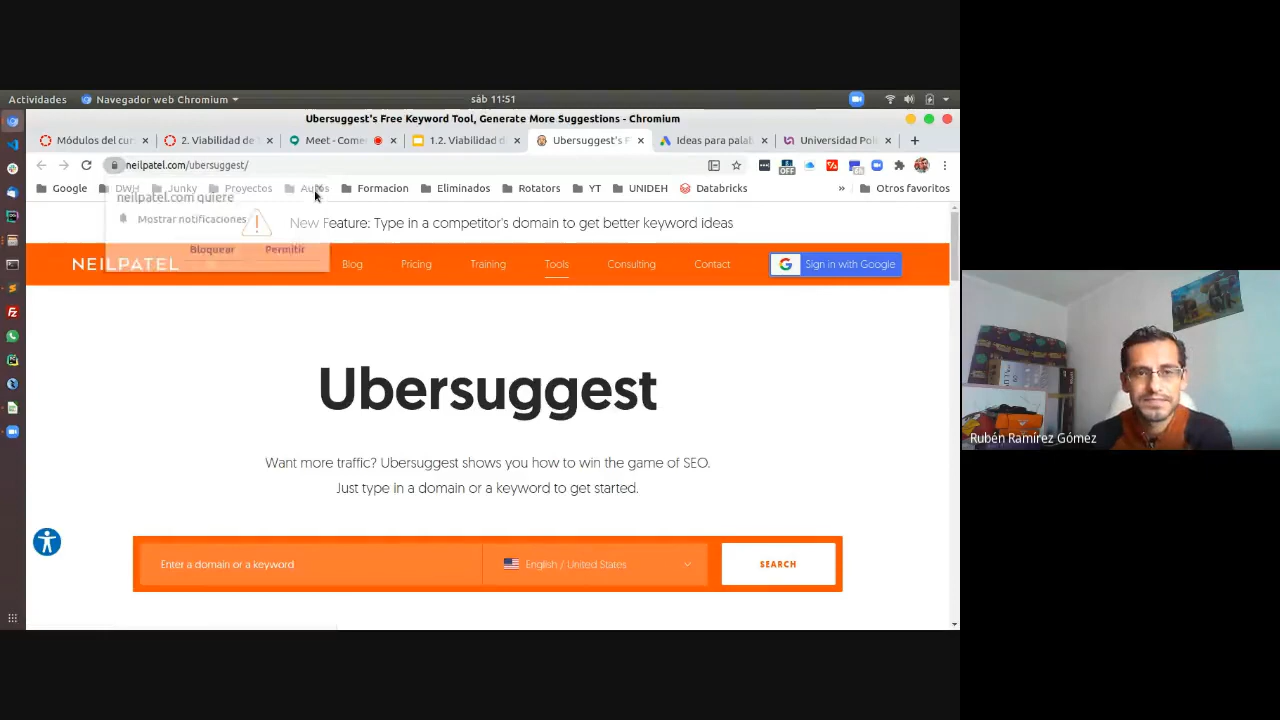 Actividades Navegador web Chromium sáb 11:51
Ubersuggest's Free Keyword Tool, Generate More Suggestions - Chromium
Módulos del cur 2. Viabilidad de Meet - Come 1.2. Viabilidad d Ubersuggest's F Ideas para palab Universidad Pol
neilpatel.com/ubersuggest/
Google DWH Junky Proyectos Autos Formacion Eliminados Rotators YT UNIDEH Databricks » Otros favoritos
neilpatel.com quiere
Mostrar notificaciones
Bloquear Permitir
New Feature: Type in a competitor's domain to get better keyword ideas
NEILPATEL Blog Pricing Training Tools Consulting Contact Sign in with Google
Ubersuggest
Want more traffic? Ubersuggest shows you how to win the game of SEO.
Just type in a domain or a keyword to get started.
Enter a domain or a keyword English / United States SEARCH
Rubén Ramírez Gómez